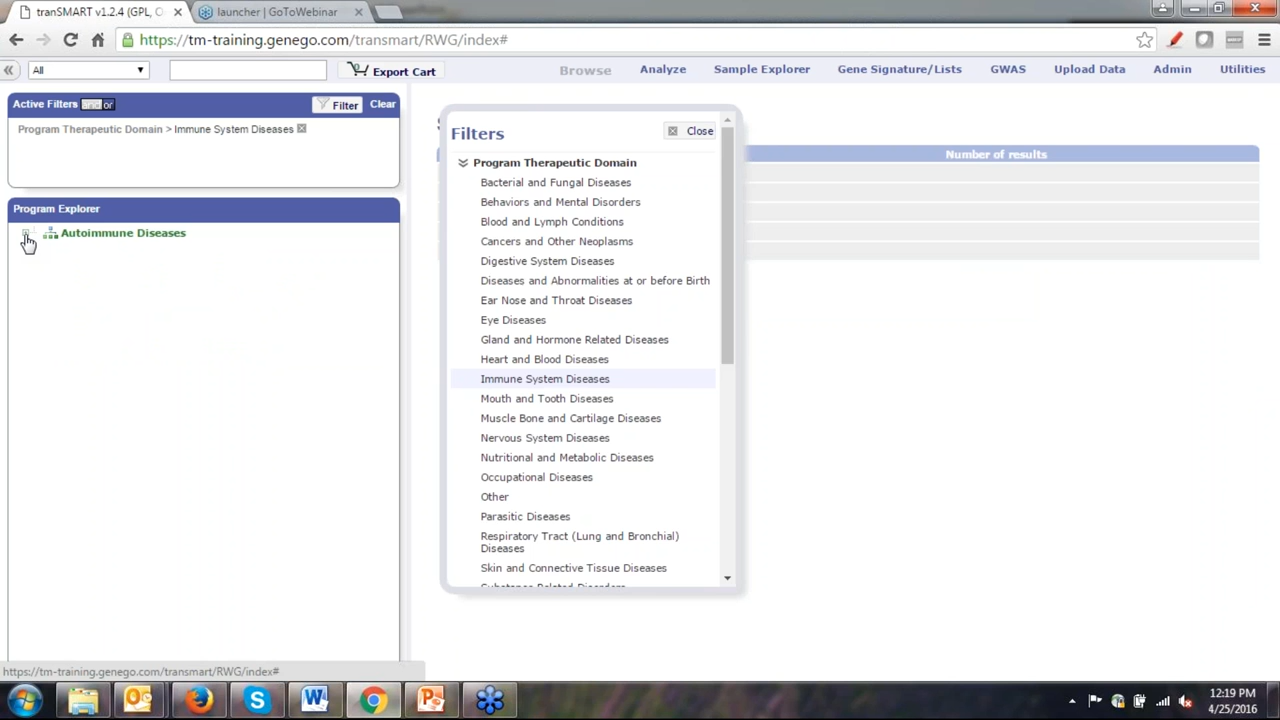 tranSMART v1.2.4 (GPL, O
launcher | GoToWebinar
https://tm-training.genego.com/transmart/RWG/index#
All
Export Cart
Browse
Analyze
Sample Explorer
Gene Signature/Lists
GWAS
Upload Data
Admin
Utilities
Active Filters and or
Filter
Clear
Program Therapeutic Domain > Immune System Diseases
Program Explorer
Autoimmune Diseases
Filters
Close
Program Therapeutic Domain
Bacterial and Fungal Diseases
Behaviors and Mental Disorders
Blood and Lymph Conditions
Cancers and Other Neoplasms
Digestive System Diseases
Diseases and Abnormalities at or before Birth
Ear Nose and Throat Diseases
Eye Diseases
Gland and Hormone Related Diseases
Heart and Blood Diseases
Immune System Diseases
Mouth and Tooth Diseases
Muscle Bone and Cartilage Diseases
Nervous System Diseases
Nutritional and Metabolic Diseases
Occupational Diseases
Other
Parasitic Diseases
Respiratory Tract (Lung and Bronchial)
Diseases
Skin and Connective Tissue Diseases
Substance Related Disorders
Number of results
https://tm-training.genego.com/transmart/RWG/index#
12:19 PM
4/25/2016